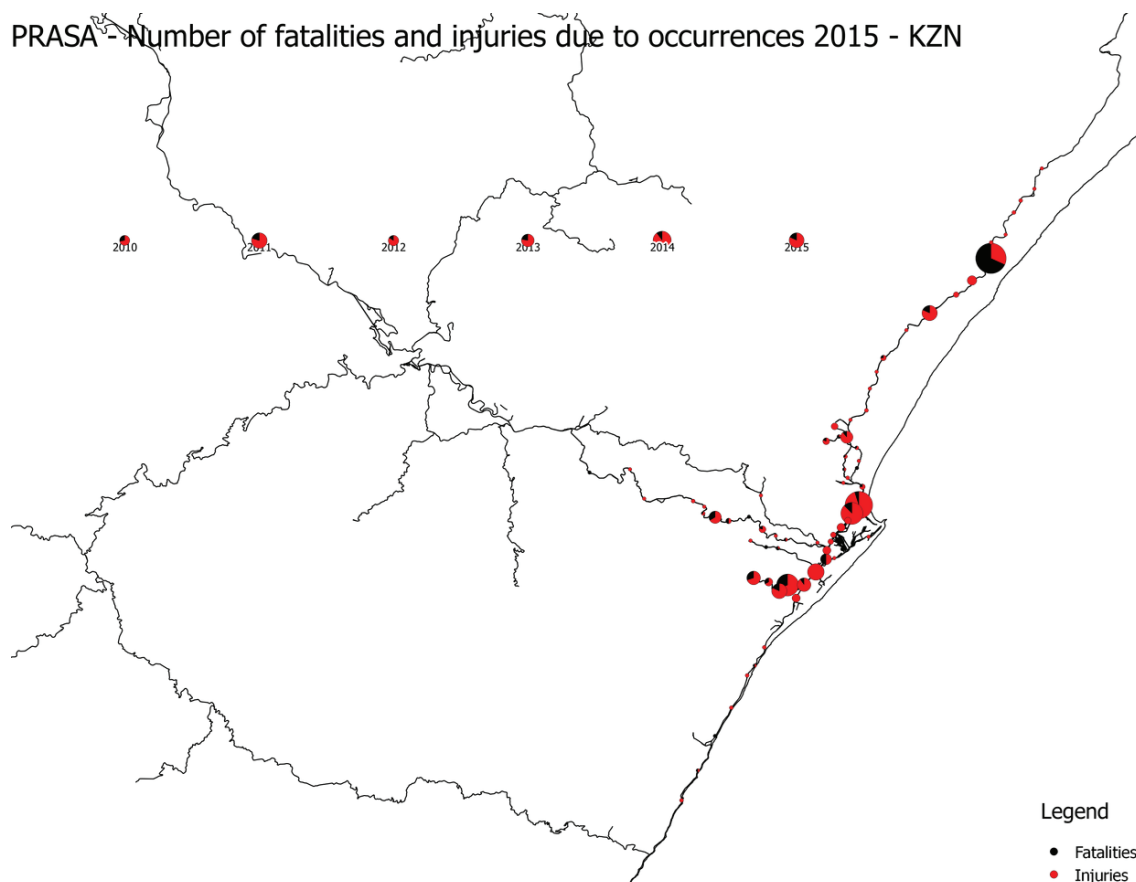 PRASA - Number of fatalities and injuries due to occurrences 2015 - KZN
2010 2011 2012 2013 2014 2015
Legend
Fatalities
Injuries